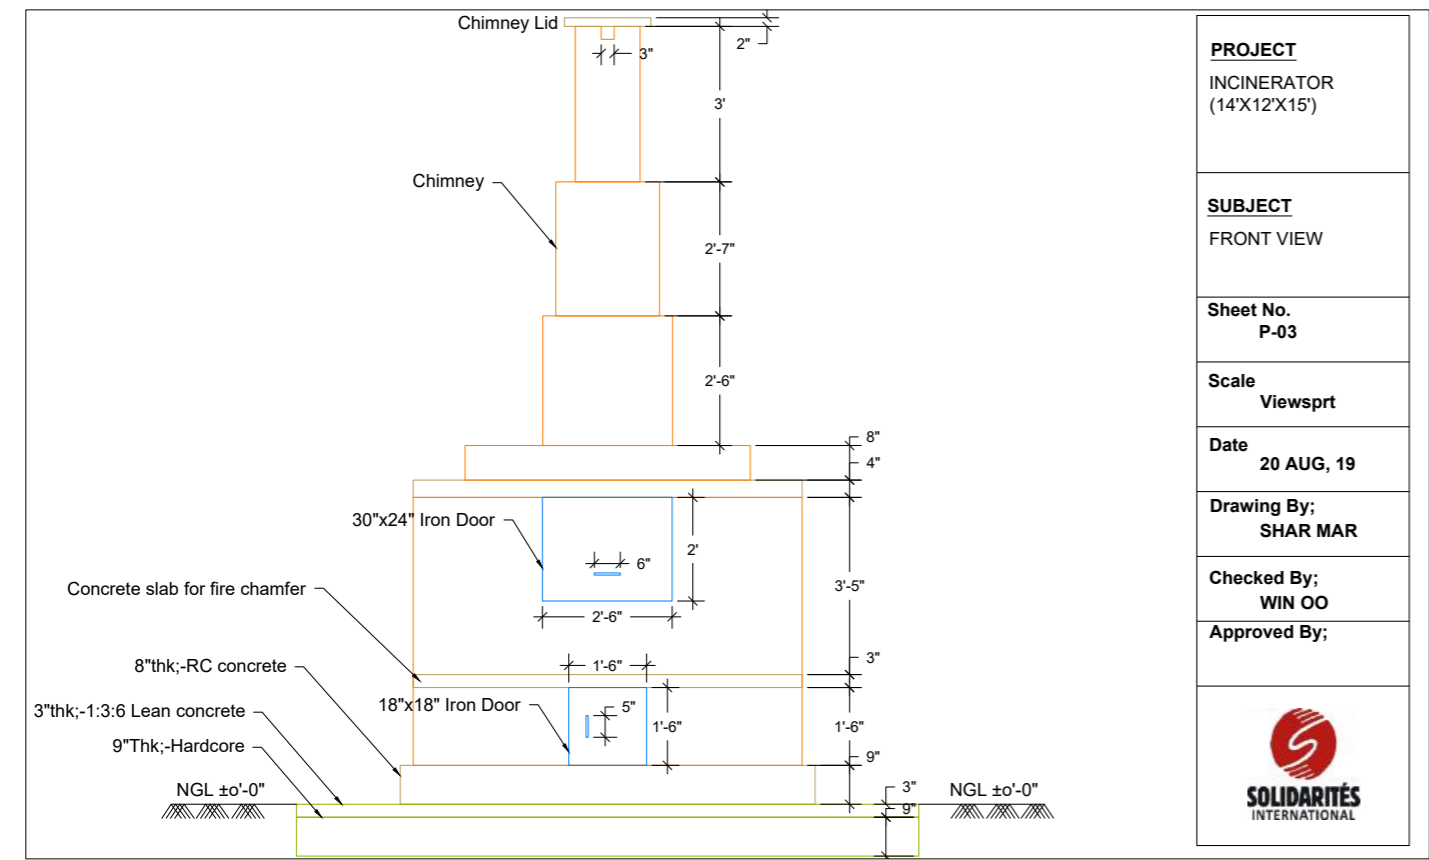 Chimney Lid
2"
3"
3'
Chimney
2'-7"
2'-6"
8"
4"
30"x24" Iron Door
2'
6"
2'-6"
3'-5"
Concrete slab for fire chamfer
3"
8"thk;-RC concrete
1'-6"
3"thk;-1:3:6 Lean concrete
18"x18" Iron Door
5"
1'-6"
1'-6"
9"Thk;-Hardcore
9"
NGL ±o'-0"
3"
NGL ±o'-0"
9"
PROJECT
INCINERATOR
(14'X12'X15')
SUBJECT
FRONT VIEW
Sheet No.
P-03
Scale
Viewsprt
Date
20 AUG, 19
Drawing By;
SHAR MAR
Checked By;
WIN OO
Approved By;
SOLIDARITÉS
INTERNATIONAL